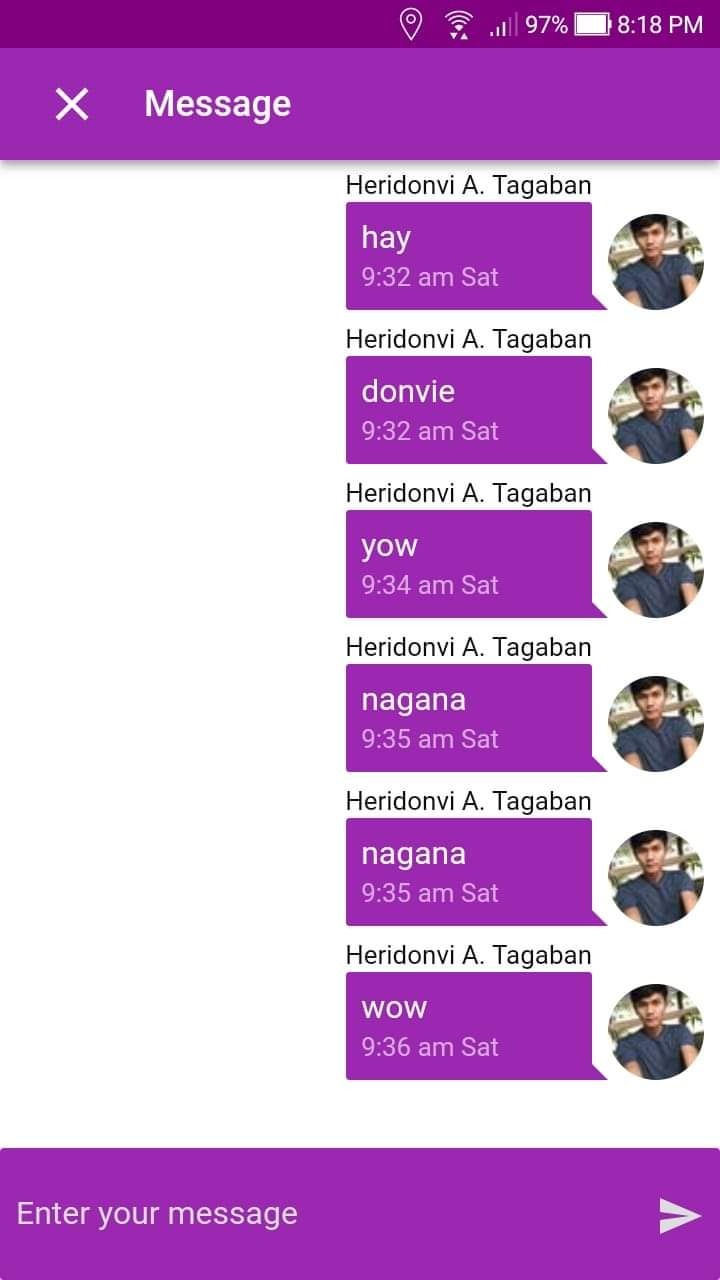 97% 8:18 PM
Message
Heridonvi A. Tagaban
hay
9:32 am Sat
Heridonvi A. Tagaban
donvie
9:32 am Sat
Heridonvi A. Tagaban
yow
9:34 am Sat
Heridonvi A. Tagaban
nagana
9:35 am Sat
Heridonvi A. Tagaban
nagana
9:35 am Sat
Heridonvi A. Tagaban
wow
9:36 am Sat
Enter your message